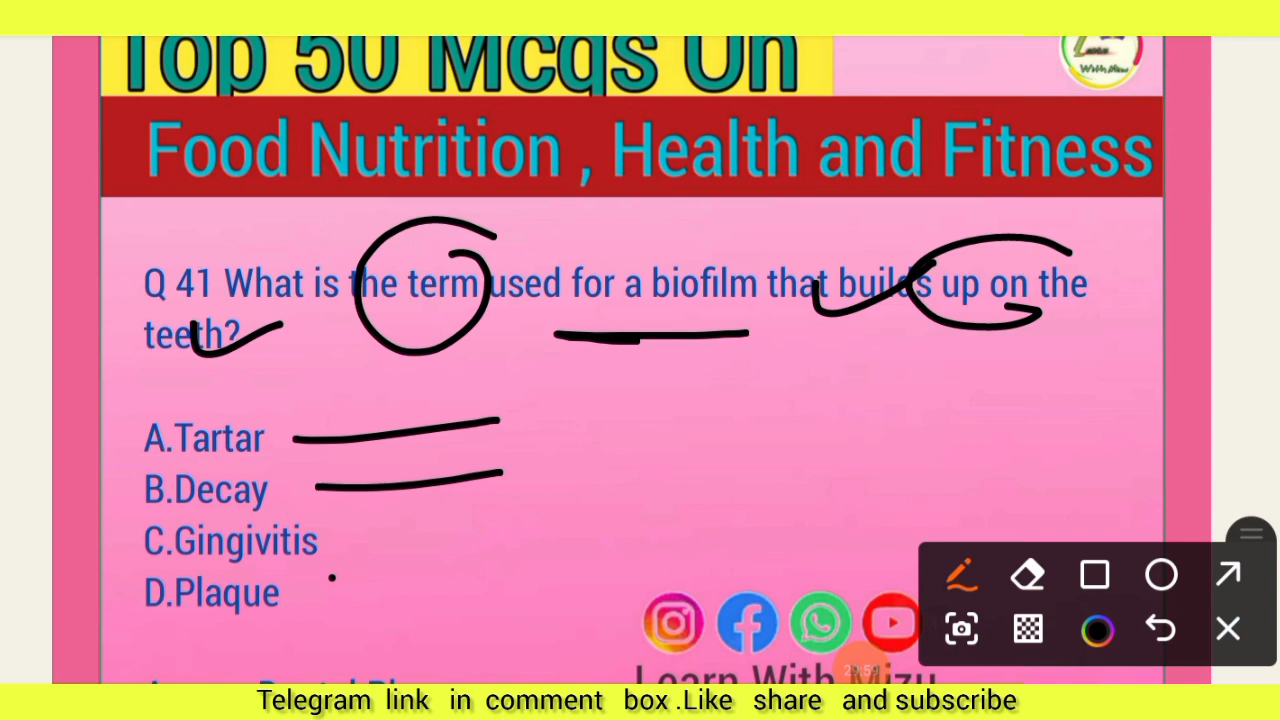 Top 50 Mcqs On
Food Nutrition , Health and Fitness
Q 41 What is the term used for a biofilm that builds up on the
teeth?
A.Tartar
B.Decay
C.Gingivitis
D.Plaque
Learn With Mizu
Telegram link in comment box .Like share and subscribe